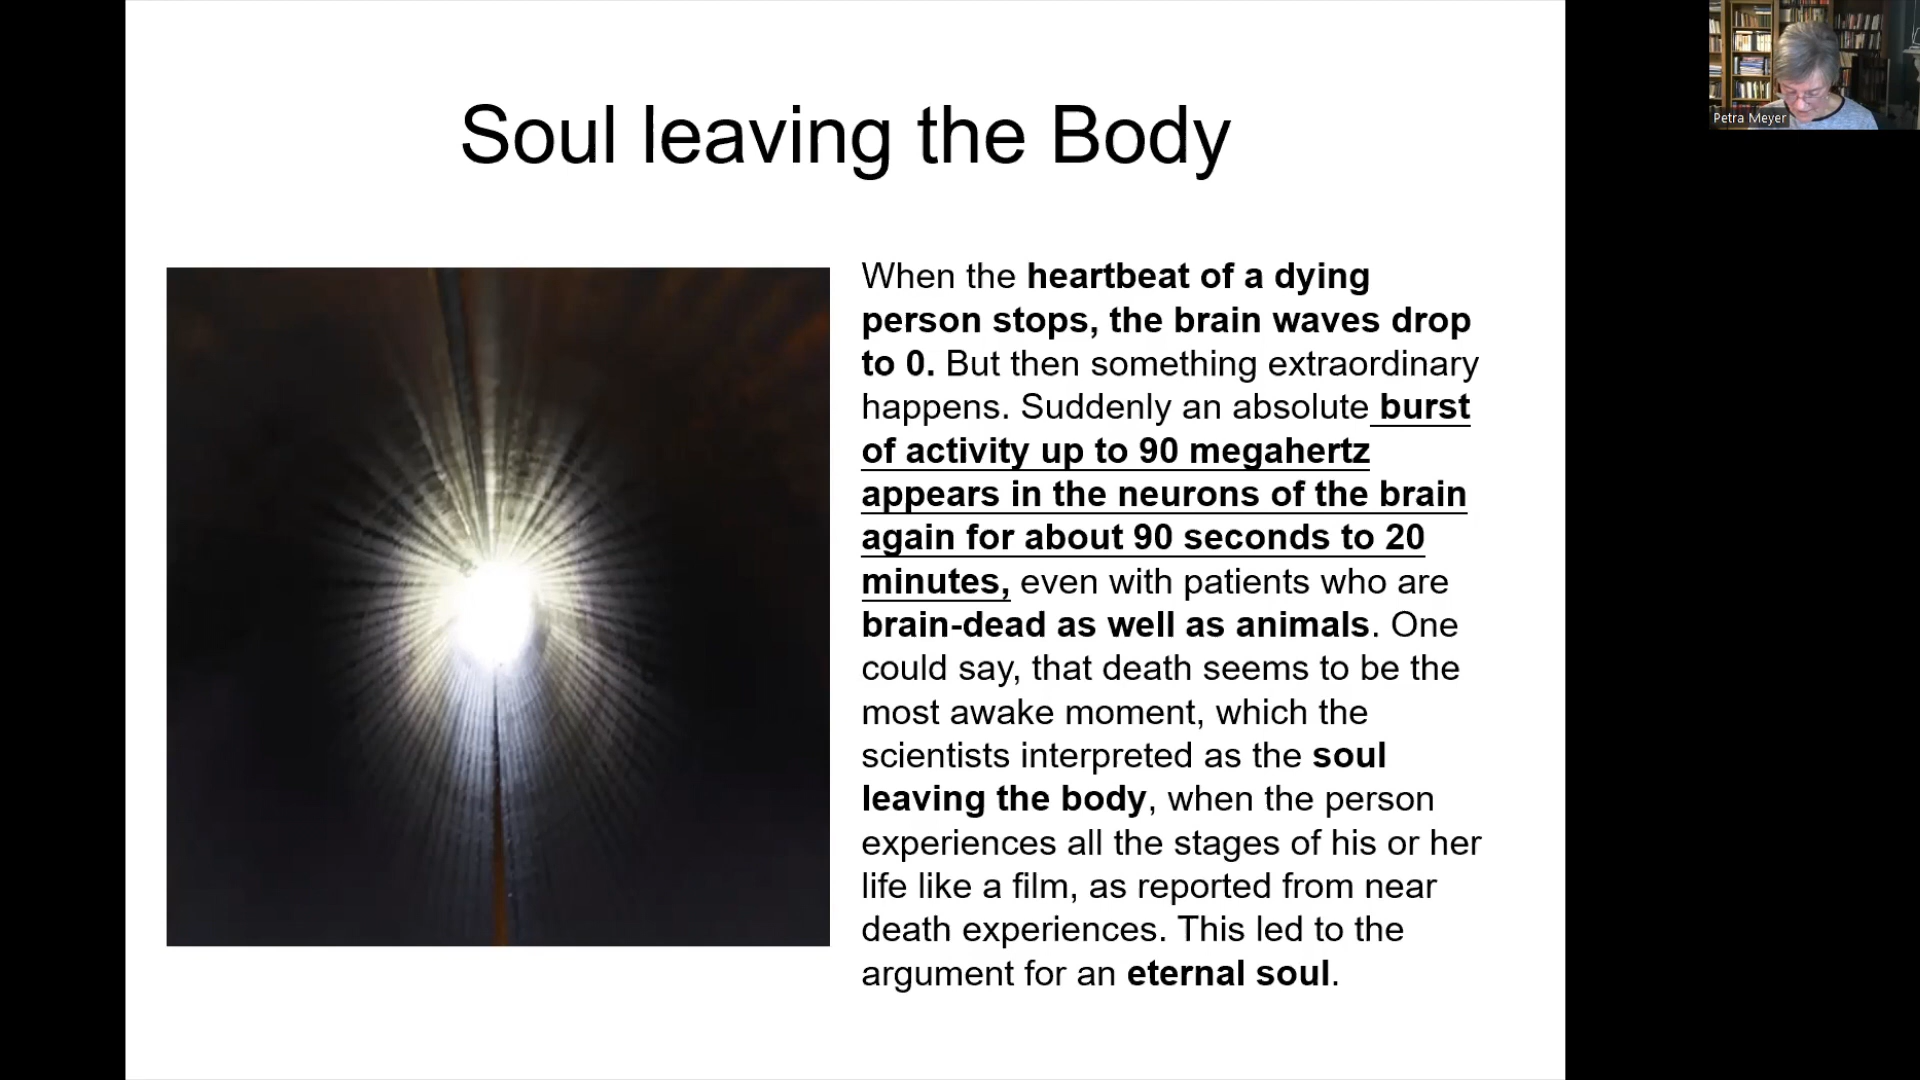 Soul leaving the Body
When the heartbeat of a dying
person stops, the brain waves drop
to 0. But then something extraordinary
happens. Suddenly an absolute burst
of activity up to 90 megahertz
appears in the neurons of the brain
again for about 90 seconds to 20
minutes, even with patients who are
brain-dead as well as animals. One
could say, that death seems to be the
most awake moment, which the
scientists interpreted as the soul
leaving the body, when the person
experiences all the stages of his or her
life like a film, as reported from near
death experiences. This led to the
argument for an eternal soul.
Petra Meyer